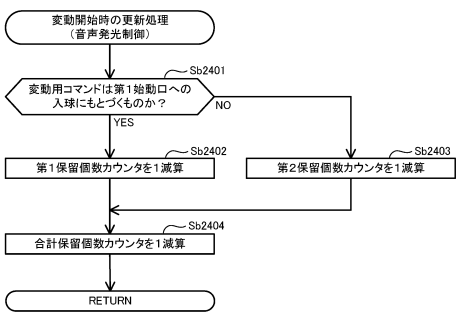 変動開始時の更新処理
(音声発光制御)
Sb2401
変動用コマンドは第1始動口への
入球にもとづくものか?
NO
YES
Sb2402
第1保留個数カウンタを1減算
Sb2403
第2保留個数カウンタを1減算
Sb2404
合計保留個数カウンタを1減算
RETURN